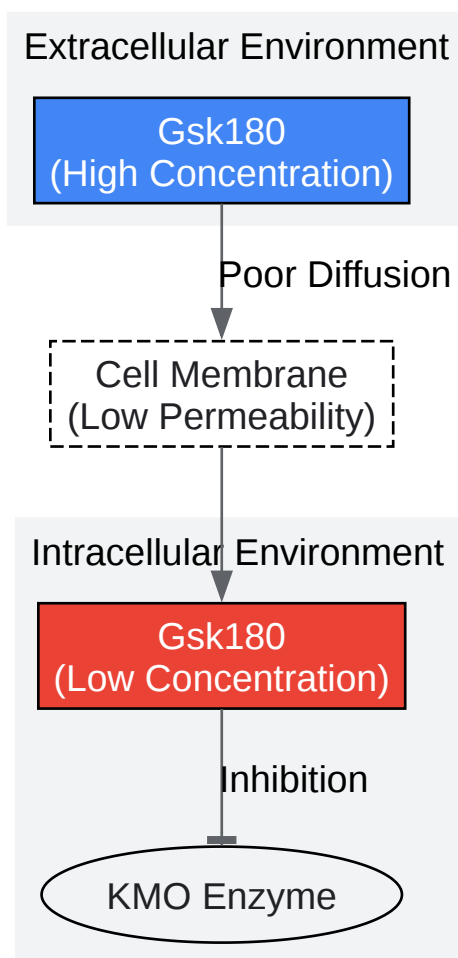 Extracellular Environment
Gsk180
(High Concentration)
Poor Diffusion
Cell Membrane
(Low Permeability)
Intracellular Environment
Gsk180
(Low Concentration)
Inhibition
KMO Enzyme